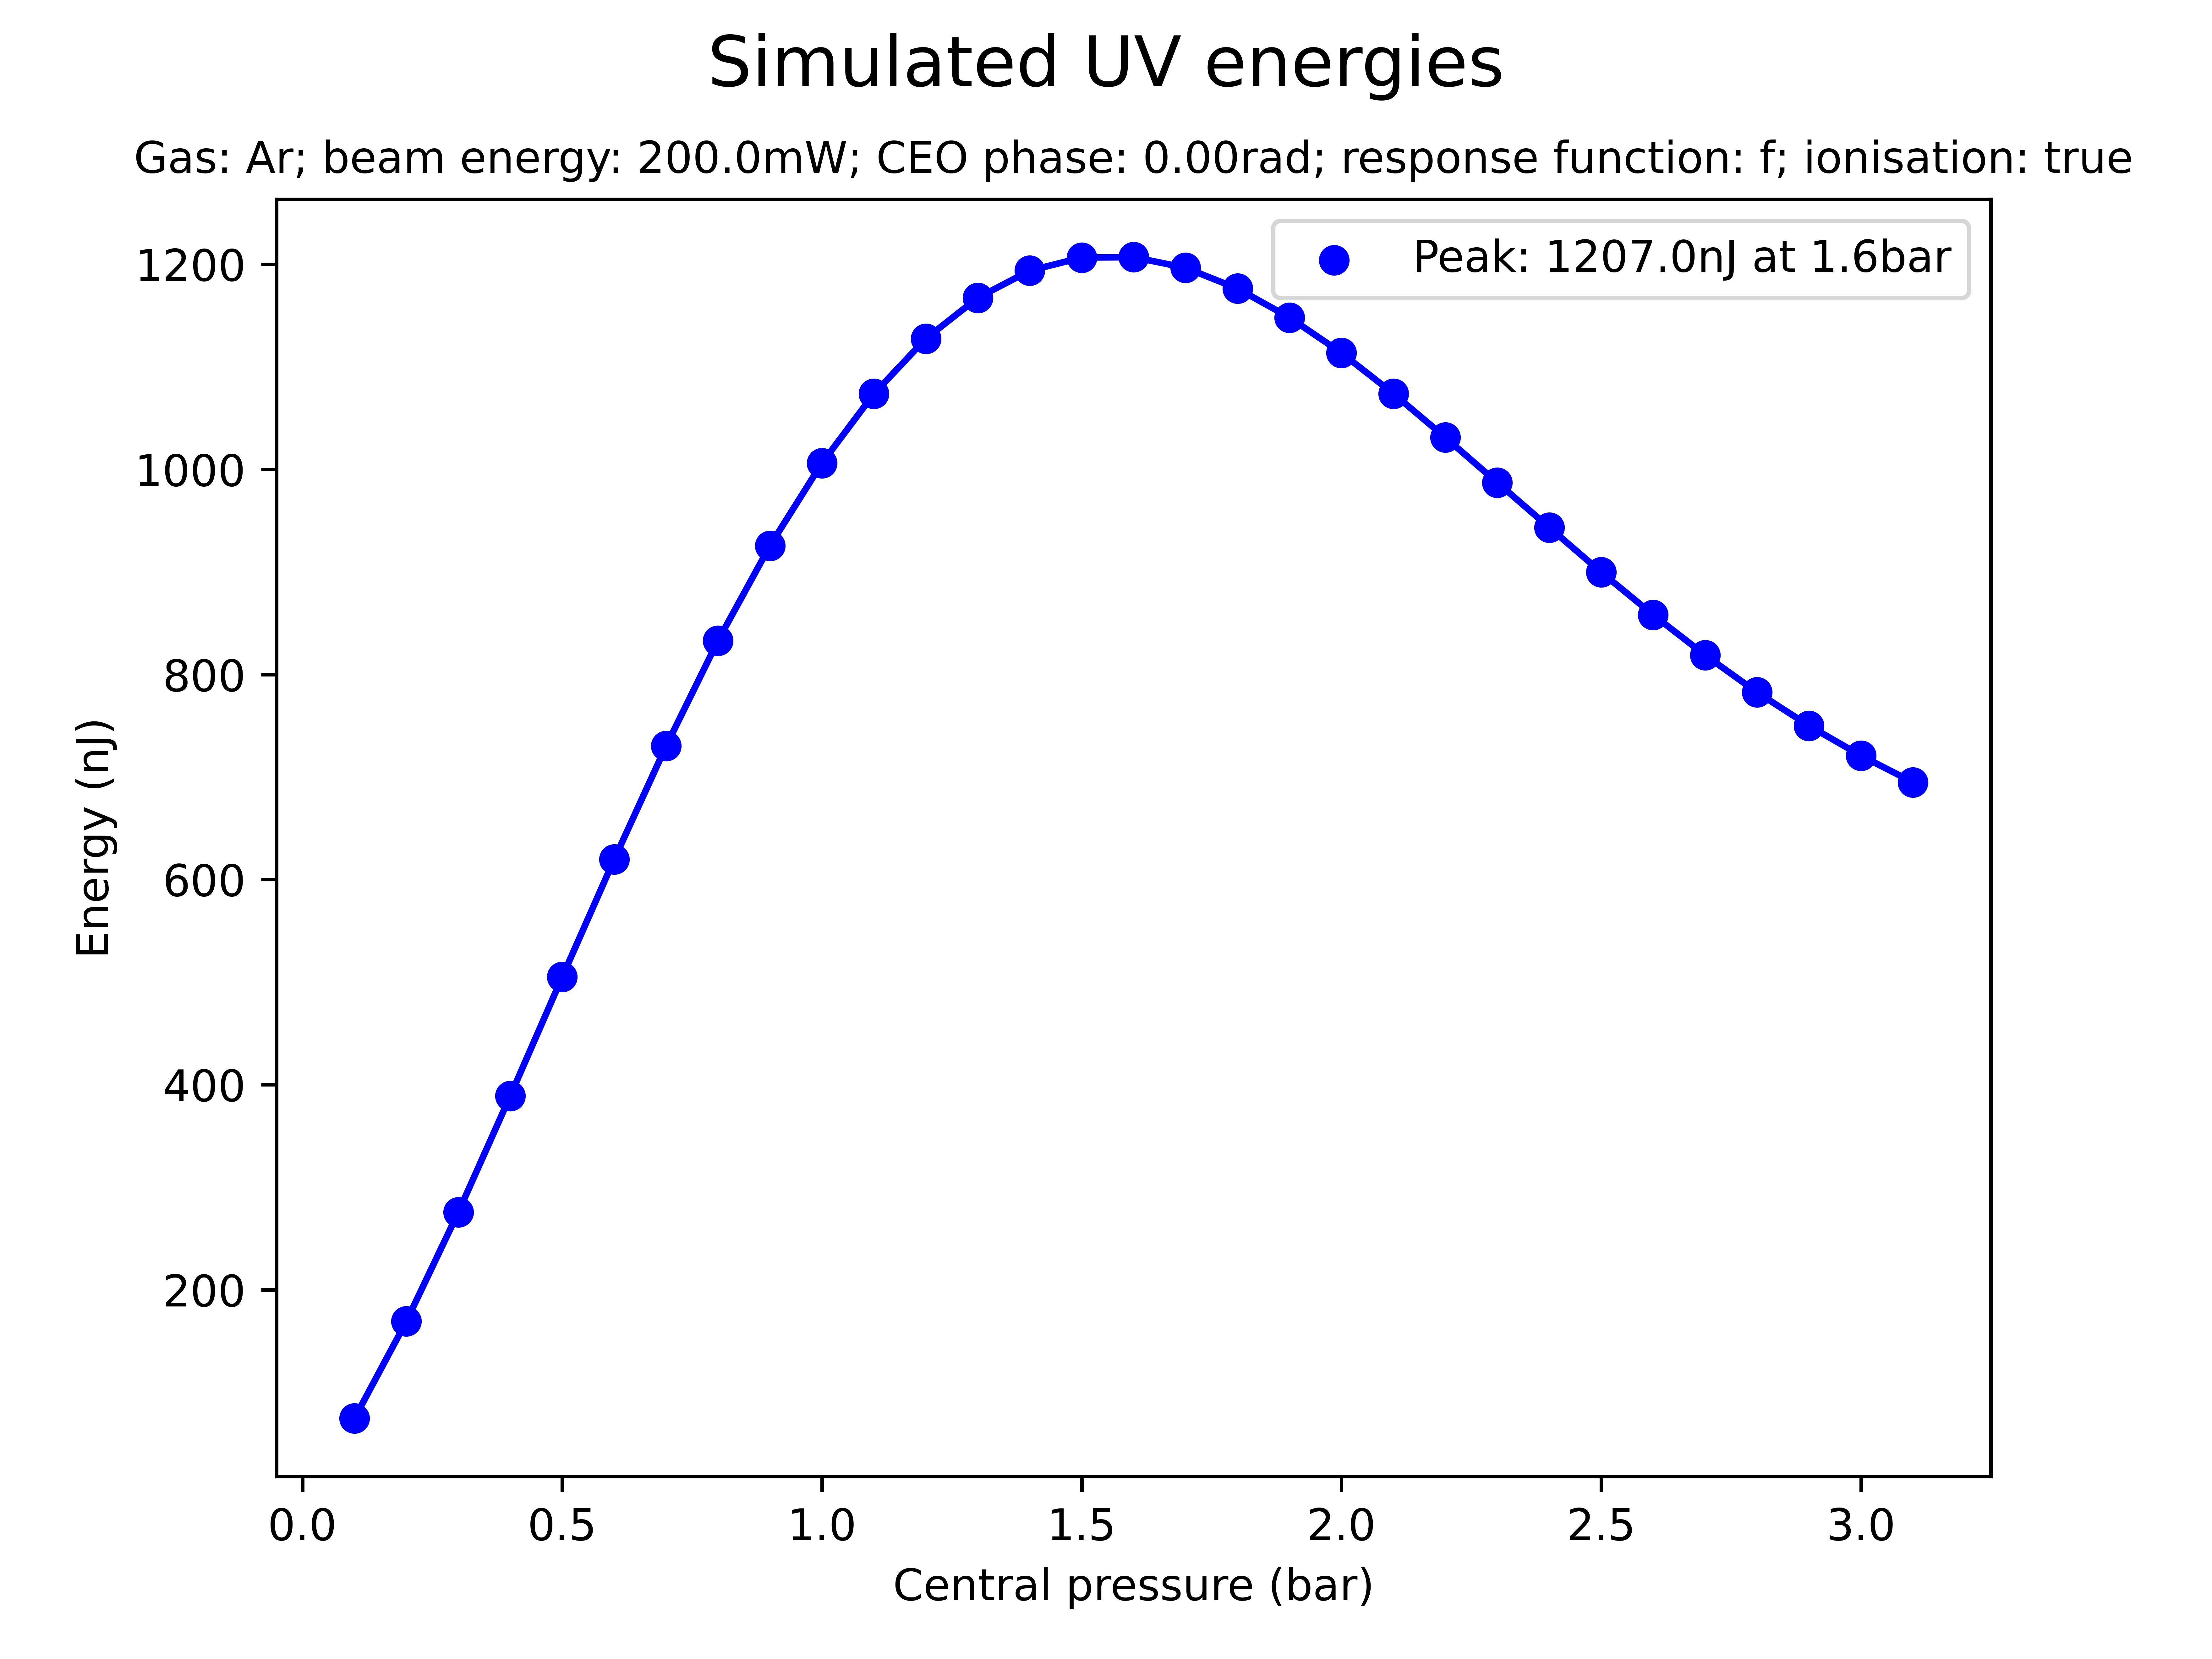 Simulated UV energies
Gas: Ar; beam energy: 200.0mW; CEO phase: 0.00rad; response function: f; ionisation: true
Peak: 1207.0nJ at 1.6bar
1200
1000
800
600
400
200
Energy (nJ)
0.0 0.5 1.0 1.5 2.0 2.5 3.0
Central pressure (bar)